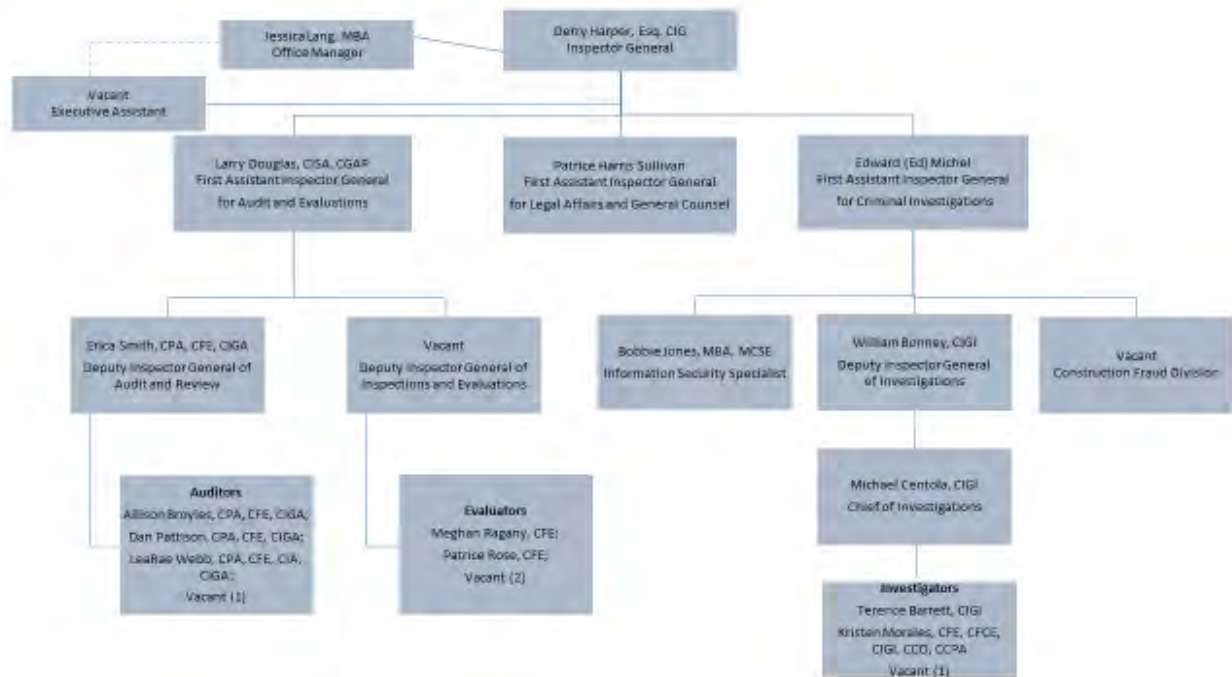 Jessica Lang, MBA
Office Manager
Derry Harper, Esq. CIG
Inspector General
Vacant
Executive Assistant
Larry Douglas, CISA, CGAP
First Assistant Inspector General
for Audit and Evaluations
Patrice Harris Sullivan
First Assistant Inspector General
for Legal Affairs and General Counsel
Edward (Ed) Michel
First Assistant Inspector General
for Criminal Investigations
Erica Smith, CPA, CFE, CIGA
Deputy Inspector General of
Audit and Review
Vacant
Deputy Inspector General of
Inspections and Evaluations
Bobbie Jones, MBA, MCSE
Information Security Specialist
William Bonney, CIGI
Deputy Inspector General
of Investigations
Vacant
Construction Fraud Division
Auditors
Allison Broyles, CPA, CFE, CIGA;
Dan Pattison, CPA, CFE, CIGA;
LeaRae Webb, CPA, CFE, CIA,
CIGA;
Vacant (1)
Evaluators
Meghan Ragany, CFE;
Patrice Rose, CFE;
Vacant (2)
Michael Centola, CIGI
Chief of Investigations
Investigators
Terence Barrett, CIGI
Kristen Morales, CFE, CFCE,
CIGI, CCO, CCPA
Vacant (1)